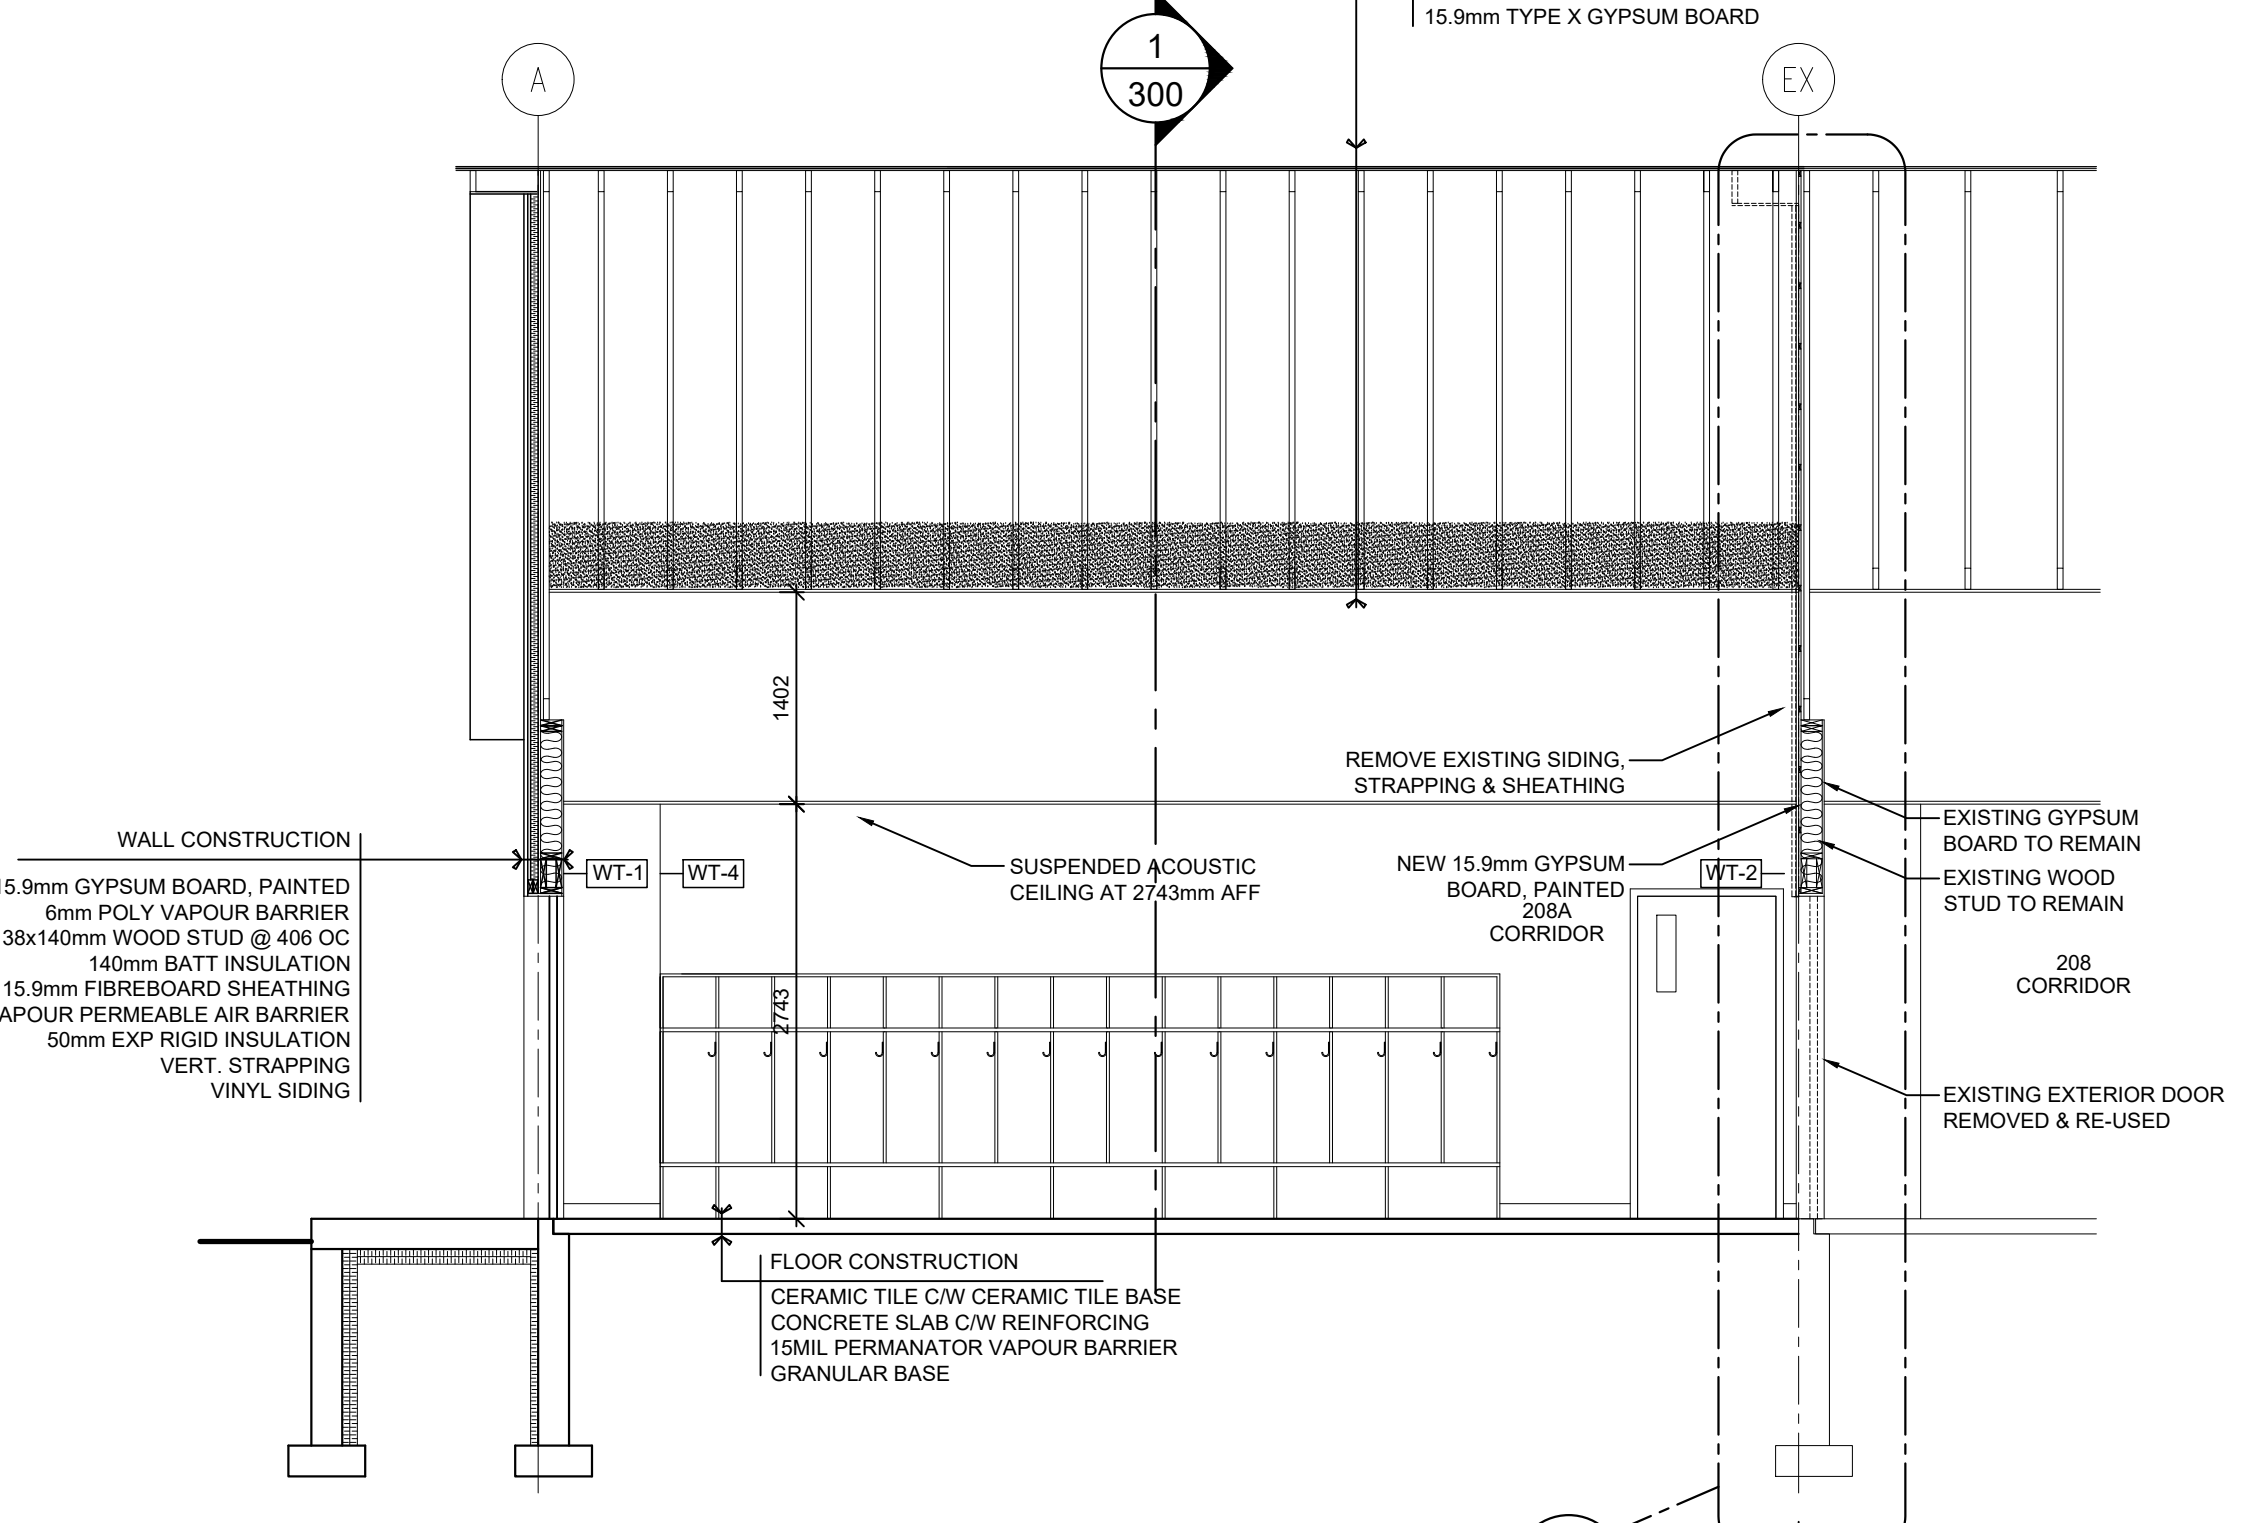 15.9mm TYPE X GYPSUM BOARD
1
300
A
EX
1402
REMOVE EXISTING SIDING,
STRAPPING & SHEATHING
WALL CONSTRUCTION
15.9mm GYPSUM BOARD, PAINTED
6mm POLY VAPOUR BARRIER
38x140mm WOOD STUD @ 406 OC
140mm BATT INSULATION
15.9mm FIBREBOARD SHEATHING
APOUR PERMEABLE AIR BARRIER
50mm EXP RIGID INSULATION
VERT. STRAPPING
VINYL SIDING
WT-1
WT-4
SUSPENDED ACOUSTIC
CEILING AT 2743mm AFF
NEW 15.9mm GYPSUM
BOARD, PAINTED
208A
CORRIDOR
WT-2
EXISTING GYPSUM
BOARD TO REMAIN
EXISTING WOOD
STUD TO REMAIN
208
CORRIDOR
2743
EXISTING EXTERIOR DOOR
REMOVED & RE-USED
FLOOR CONSTRUCTION
CERAMIC TILE C/W CERAMIC TILE BASE
CONCRETE SLAB C/W REINFORCING
15MIL PERMANATOR VAPOUR BARRIER
GRANULAR BASE